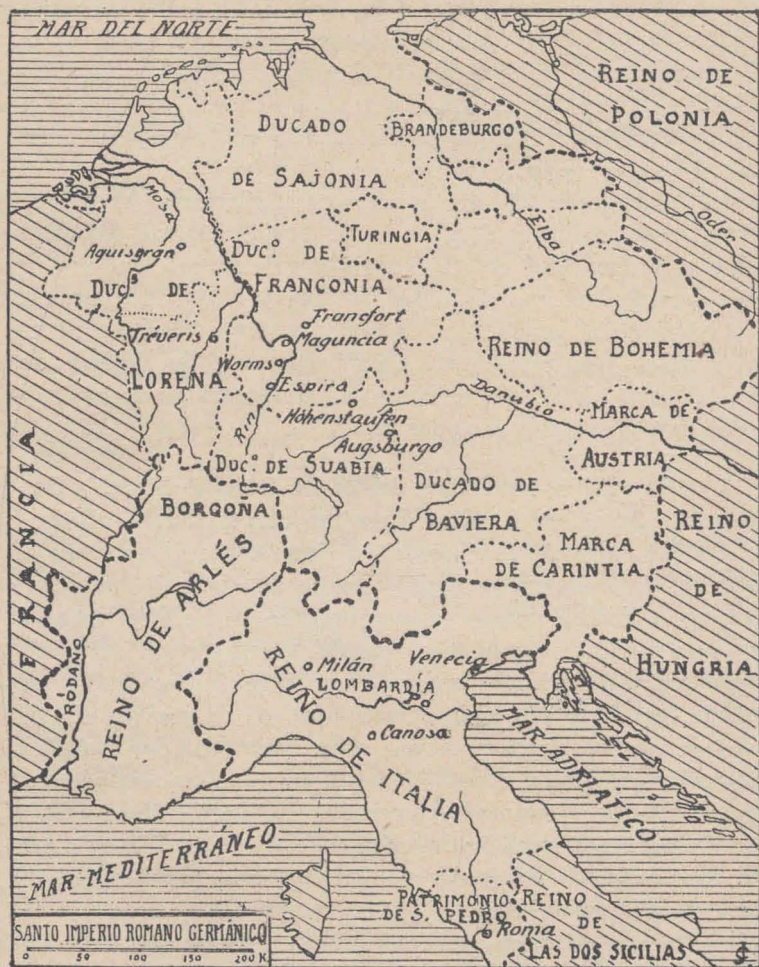 MAR DEL NORTE
REINO DE
POLONIA
DUCADO
BRANDEBURGO
DE SAJONIA
Mosa
Oder
Elba
Aquisgrán
DUC.º DE
TURINGIA
DUC.s DE
FRANCONIA
Francfort
Tréveris
Maguncia
REINO DE BOHEMIA
LORENA
Worms
Espira
Danubio
Hohenstaufen
MARCA DE
Rin
Augsburgo
AUSTRIA
DUC.º DE SUABIA
DUCADO DE
BAVIERA
BORGOÑA
REINO
DE
HUNGRIA
MARCA
DE CARINTIA
FRANCIA
REINO DE ARLÉS
RÓDANO
Milán
Venecia
LOMBARDÍA
Po
REINO DE ITALIA
Canosa
MAR ADRIÁTICO
MAR MEDITERRÁNEO
PATRIMONIO
DE S. PEDRO
Roma
REINO
DE
LAS DOS SICILIAS
SANTO IMPERIO ROMANO GERMÁNICO
0 50 100 150 200 K